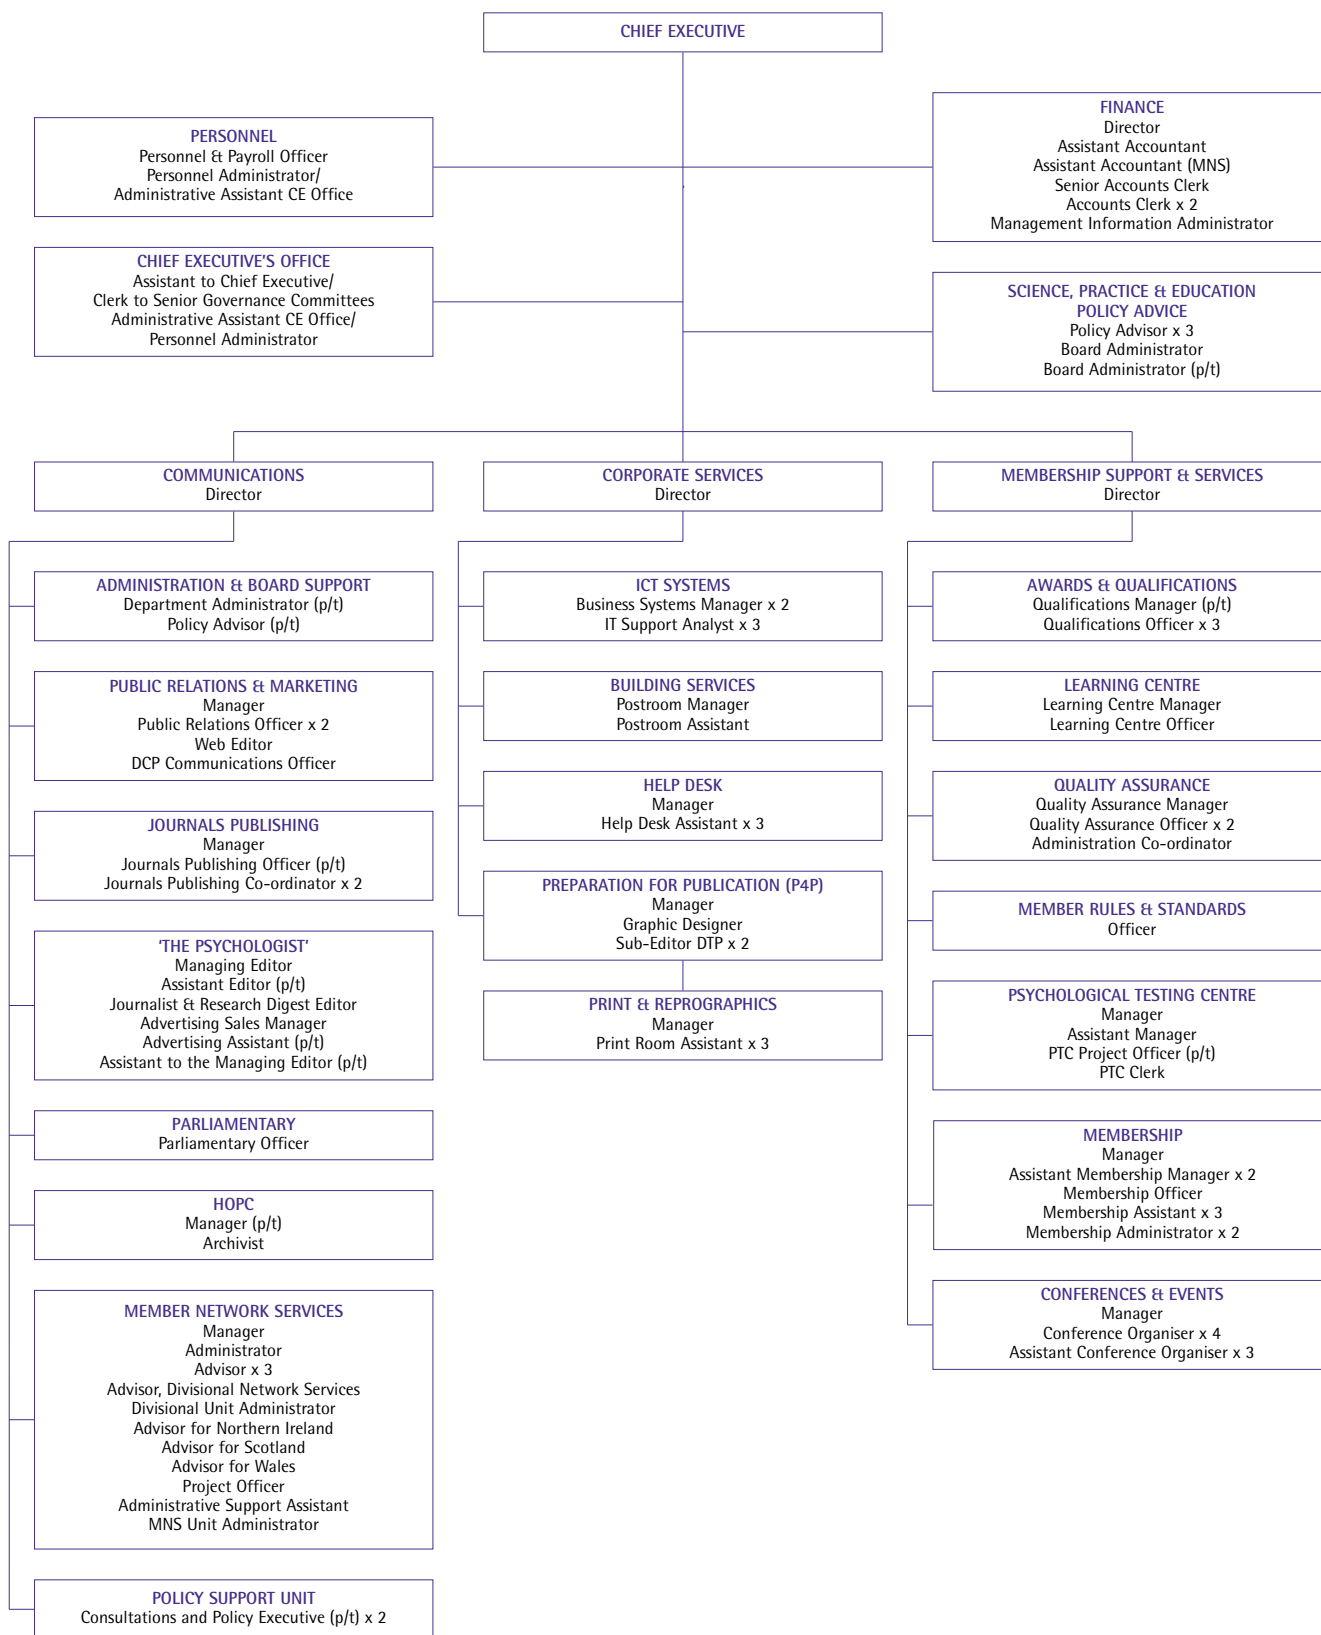 CHIEF EXECUTIVE
PERSONNEL
Personnel & Payroll Officer
Personnel Administrator/
Administrative Assistant CE Office
FINANCE
Director
Assistant Accountant
Assistant Accountant (MNS)
Senior Accounts Clerk
Accounts Clerk x 2
Management Information Administrator
CHIEF EXECUTIVE'S OFFICE
Assistant to Chief Executive/
Clerk to Senior Governance Committees
Administrative Assistant CE Office/
Personnel Administrator
SCIENCE, PRACTICE & EDUCATION
POLICY ADVICE
Policy Advisor x 3
Board Administrator
Board Administrator (p/t)
COMMUNICATIONS
Director
CORPORATE SERVICES
Director
MEMBERSHIP SUPPORT & SERVICES
Director
ADMINISTRATION & BOARD SUPPORT
Department Administrator (p/t)
Policy Advisor (p/t)
PUBLIC RELATIONS & MARKETING
Manager
Public Relations Officer x 2
Web Editor
DCP Communications Officer
JOURNALS PUBLISHING
Manager
Journals Publishing Officer (p/t)
Journals Publishing Co-ordinator x 2
'THE PSYCHOLOGIST'
Managing Editor
Assistant Editor (p/t)
Journalist & Research Digest Editor
Advertising Sales Manager
Advertising Assistant (p/t)
Assistant to the Managing Editor (p/t)
PARLIAMENTARY
Parliamentary Officer
HOPC
Manager (p/t)
Archivist
MEMBER NETWORK SERVICES
Manager
Administrator
Advisor x 3
Advisor, Divisional Network Services
Divisional Unit Administrator
Advisor for Northern Ireland
Advisor for Scotland
Advisor for Wales
Project Officer
Administrative Support Assistant
MNS Unit Administrator
POLICY SUPPORT UNIT
Consultations and Policy Executive (p/t) x 2
ICT SYSTEMS
Business Systems Manager x 2
IT Support Analyst x 3
BUILDING SERVICES
Postroom Manager
Postroom Assistant
HELP DESK
Manager
Help Desk Assistant x 3
PREPARATION FOR PUBLICATION (P4P)
Manager
Graphic Designer
Sub-Editor DTP x 2
PRINT & REPROGRAPHICS
Manager
Print Room Assistant x 3
AWARDS & QUALIFICATIONS
Qualifications Manager (p/t)
Qualifications Officer x 3
LEARNING CENTRE
Learning Centre Manager
Learning Centre Officer
QUALITY ASSURANCE
Quality Assurance Manager
Quality Assurance Officer x 2
Administration Co-ordinator
MEMBER RULES & STANDARDS
Officer
PSYCHOLOGICAL TESTING CENTRE
Manager
Assistant Manager
PTC Project Officer (p/t)
PTC Clerk
MEMBERSHIP
Manager
Assistant Membership Manager x 2
Membership Officer
Membership Assistant x 3
Membership Administrator x 2
CONFERENCES & EVENTS
Manager
Conference Organiser x 4
Assistant Conference Organiser x 3